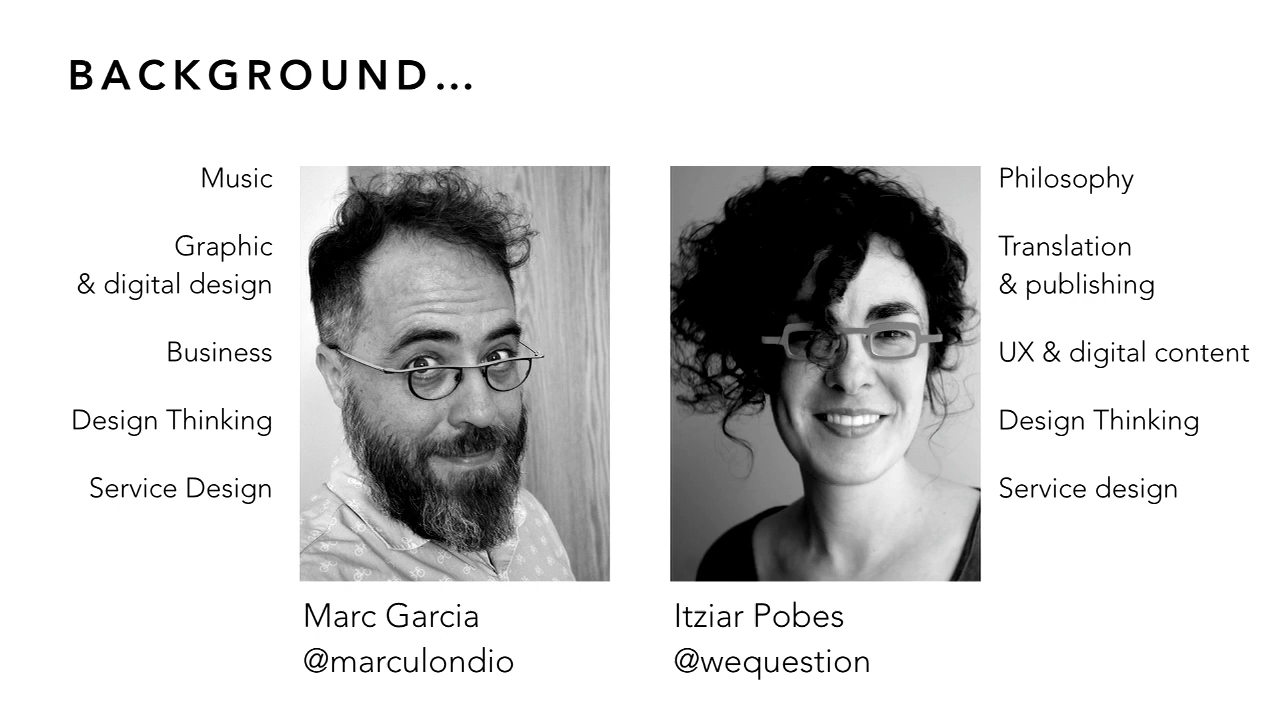 BACKGROUND...
Music
Graphic
& digital design
Business
Design Thinking
Service Design
Marc Garcia
@marculondio
Philosophy
Translation
& publishing
UX & digital content
Design Thinking
Service design
Itziar Pobes
@wequestion